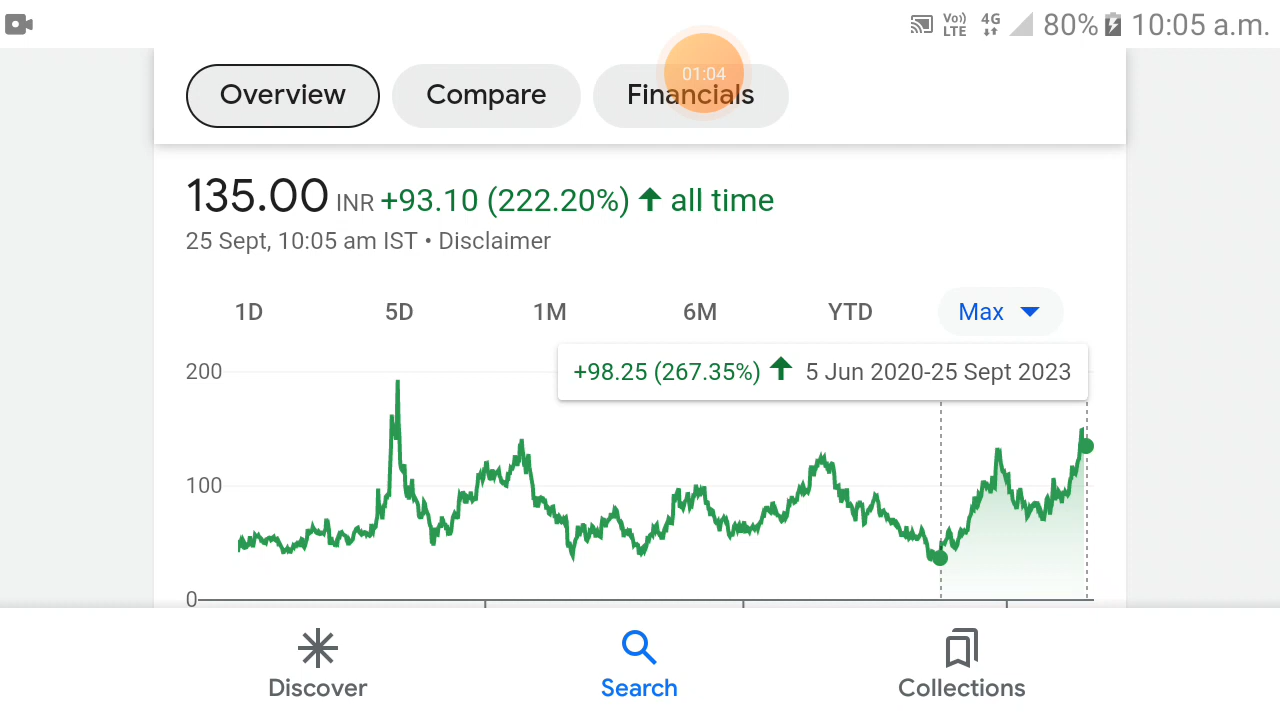 Vo)) LTE 4G 80% 10:05 a.m.
01:04
Overview Compare Financials
135.00 INR +93.10 (222.20%) ↑ all time
25 Sept, 10:05 am IST • Disclaimer
1D 5D 1M 6M YTD Max
+98.25 (267.35%) ↑ 5 Jun 2020-25 Sept 2023
200
100
0
Discover Search Collections